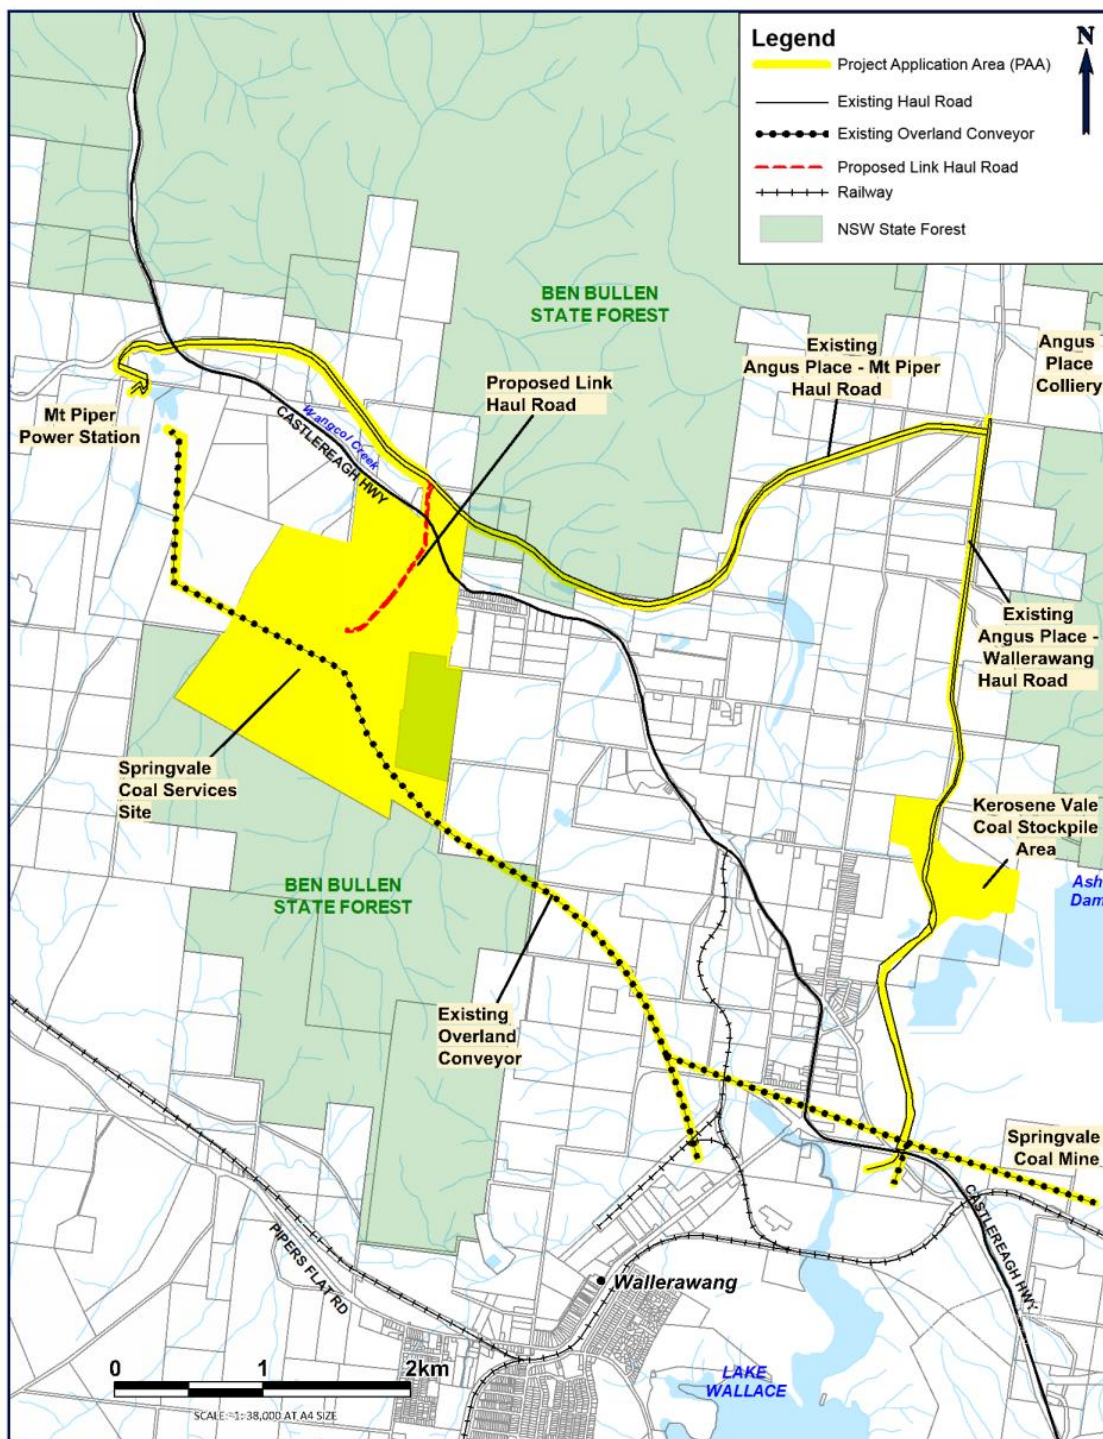 Legend
N
Project Application Area (PAA)
Existing Haul Road
Existing Overland Conveyor
Proposed Link Haul Road
Railway
NSW State Forest
BEN BULLEN
STATE FOREST
Existing
Angus Place - Mt Piper
Haul Road
Angus
Place
Colliery
Proposed Link
Haul Road
Mt Piper
Power Station
Wangcol Creek
CASTLEREAGH HWY
Existing
Angus Place -
Wallerawang
Haul Road
Springvale
Coal Services
Site
Kerosene Vale
Coal Stockpile
Area
Ash
Dam
BEN BULLEN
STATE FOREST
Existing
Overland
Conveyor
Springvale
Coal Mine
CASTLEREAGH HWY
PIPERS FLAT RD
Wallerawang
LAKE
WALLACE
0 1 2km
SCALE: 1: 38,000 AT A4 SIZE